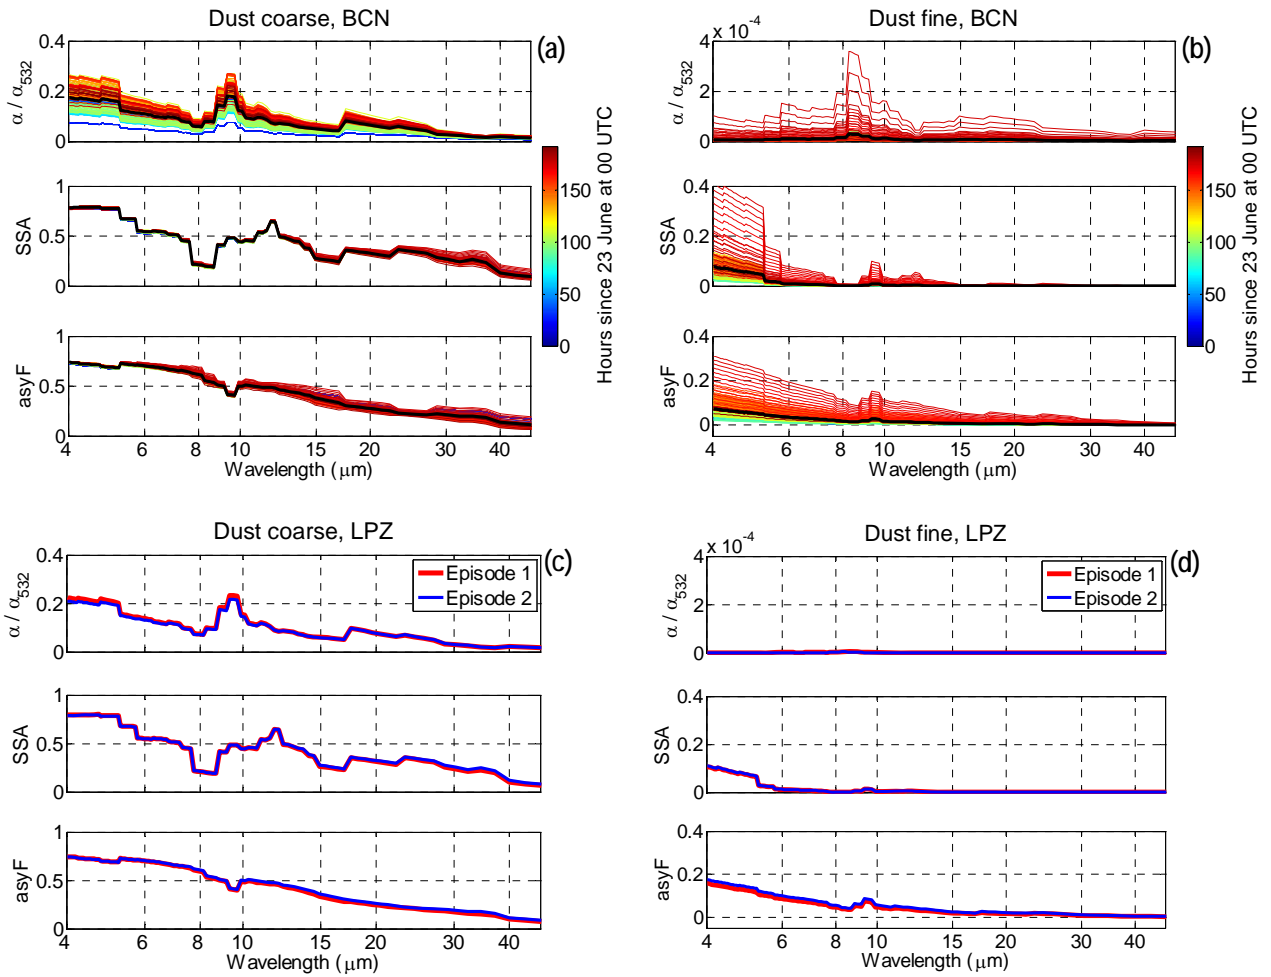 Dust coarse, BCN
(a)
0.4
0.2
0
α / α532
1
0.5
0
SSA
1
0.5
0
asyF
4 6 8 10 15 20 30 40
Wavelength (μm)
150
100
50
0
Hours since 23 June at 00 UTC
Dust fine, BCN
(b)
x 10-4
4
2
0
α / α532
0.4
0.2
0
SSA
0.4
0.2
0
asyF
4 6 8 10 15 20 30 40
Wavelength (μm)
150
100
50
0
Hours since 23 June at 00 UTC
Dust coarse, LPZ
(c)
Episode 1
Episode 2
0.4
0.2
0
α / α532
1
0.5
0
SSA
1
0.5
0
asyF
4 6 8 10 15 20 30 40
Wavelength (μm)
Dust fine, LPZ
(d)
x 10-4
Episode 1
Episode 2
4
2
0
α / α532
0.4
0.2
0
SSA
0.4
0.2
0
asyF
4 6 8 10 15 20 30 40
Wavelength (μm)